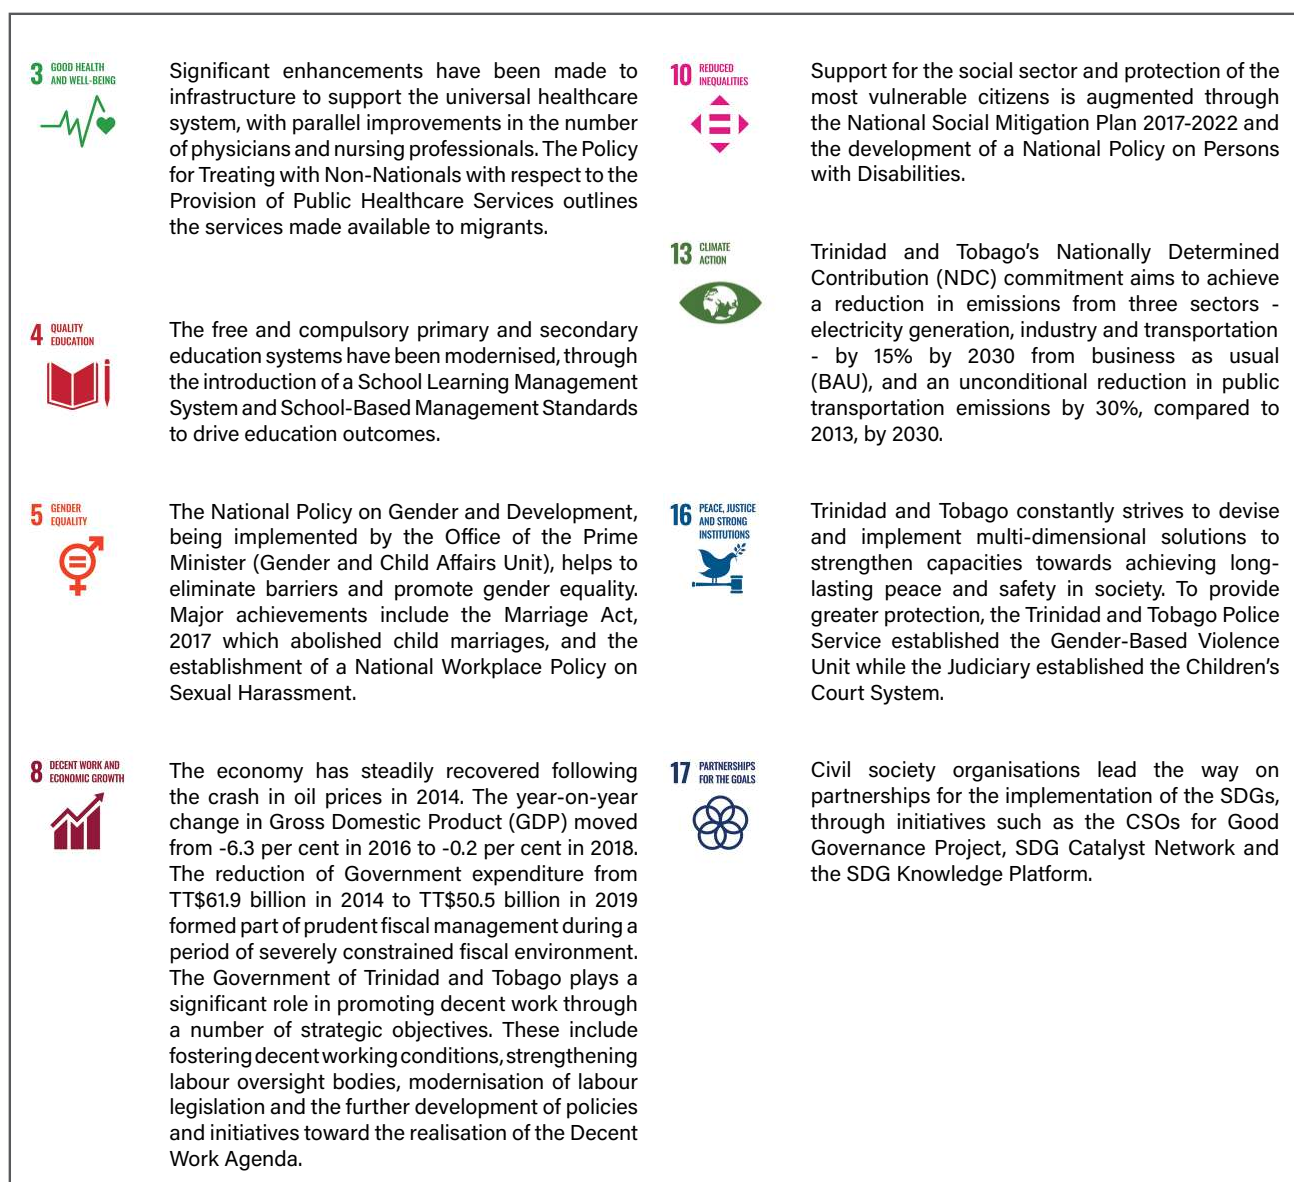 3 GOOD HEALTH
AND WELL-BEING
Significant enhancements have been made to
infrastructure to support the universal healthcare
system, with parallel improvements in the number
of physicians and nursing professionals. The Policy
for Treating with Non-Nationals with respect to the
Provision of Public Healthcare Services outlines
the services made available to migrants.
4 QUALITY
EDUCATION
The free and compulsory primary and secondary
education systems have been modernised, through
the introduction of a School Learning Management
System and School-Based Management Standards
to drive education outcomes.
5 GENDER
EQUALITY
The National Policy on Gender and Development,
being implemented by the Office of the Prime
Minister (Gender and Child Affairs Unit), helps to
eliminate barriers and promote gender equality.
Major achievements include the Marriage Act,
2017 which abolished child marriages, and the
establishment of a National Workplace Policy on
Sexual Harassment.
8 DECENT WORK AND
ECONOMIC GROWTH
The economy has steadily recovered following
the crash in oil prices in 2014. The year-on-year
change in Gross Domestic Product (GDP) moved
from -6.3 per cent in 2016 to -0.2 per cent in 2018.
The reduction of Government expenditure from
TT$61.9 billion in 2014 to TT$50.5 billion in 2019
formed part of prudent fiscal management during a
period of severely constrained fiscal environment.
The Government of Trinidad and Tobago plays a
significant role in promoting decent work through
a number of strategic objectives. These include
fostering decent working conditions, strengthening
labour oversight bodies, modernisation of labour
legislation and the further development of policies
and initiatives toward the realisation of the Decent
Work Agenda.
10 REDUCED
INEQUALITIES
Support for the social sector and protection of the
most vulnerable citizens is augmented through
the National Social Mitigation Plan 2017-2022 and
the development of a National Policy on Persons
with Disabilities.
13 CLIMATE
ACTION
Trinidad and Tobago's Nationally Determined
Contribution (NDC) commitment aims to achieve
a reduction in emissions from three sectors -
electricity generation, industry and transportation
- by 15% by 2030 from business as usual
(BAU), and an unconditional reduction in public
transportation emissions by 30%, compared to
2013, by 2030.
16 PEACE, JUSTICE
AND STRONG
INSTITUTIONS
Trinidad and Tobago constantly strives to devise
and implement multi-dimensional solutions to
strengthen capacities towards achieving long-
lasting peace and safety in society. To provide
greater protection, the Trinidad and Tobago Police
Service established the Gender-Based Violence
Unit while the Judiciary established the Children's
Court System.
17 PARTNERSHIPS
FOR THE GOALS
Civil society organisations lead the way on
partnerships for the implementation of the SDGs,
through initiatives such as the CSOs for Good
Governance Project, SDG Catalyst Network and
the SDG Knowledge Platform.